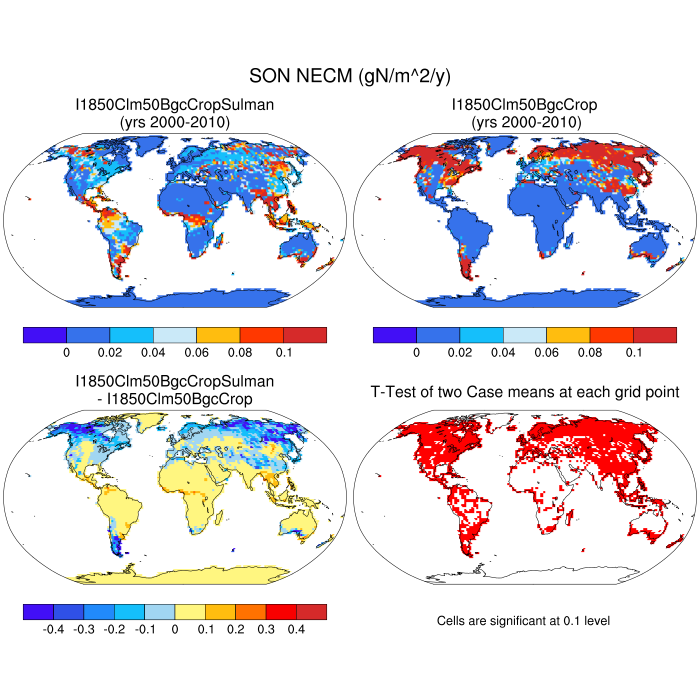 SON NECM (gN/m^2/y)
I1850Clm50BgcCropSulman
(yrs 2000-2010)
I1850Clm50BgcCrop
(yrs 2000-2010)
0 0.02 0.04 0.06 0.08 0.1
0 0.02 0.04 0.06 0.08 0.1
I1850Clm50BgcCropSulman
- I1850Clm50BgcCrop
T-Test of two Case means at each grid point
-0.4 -0.3 -0.2 -0.1 0 0.1 0.2 0.3 0.4
Cells are significant at 0.1 level